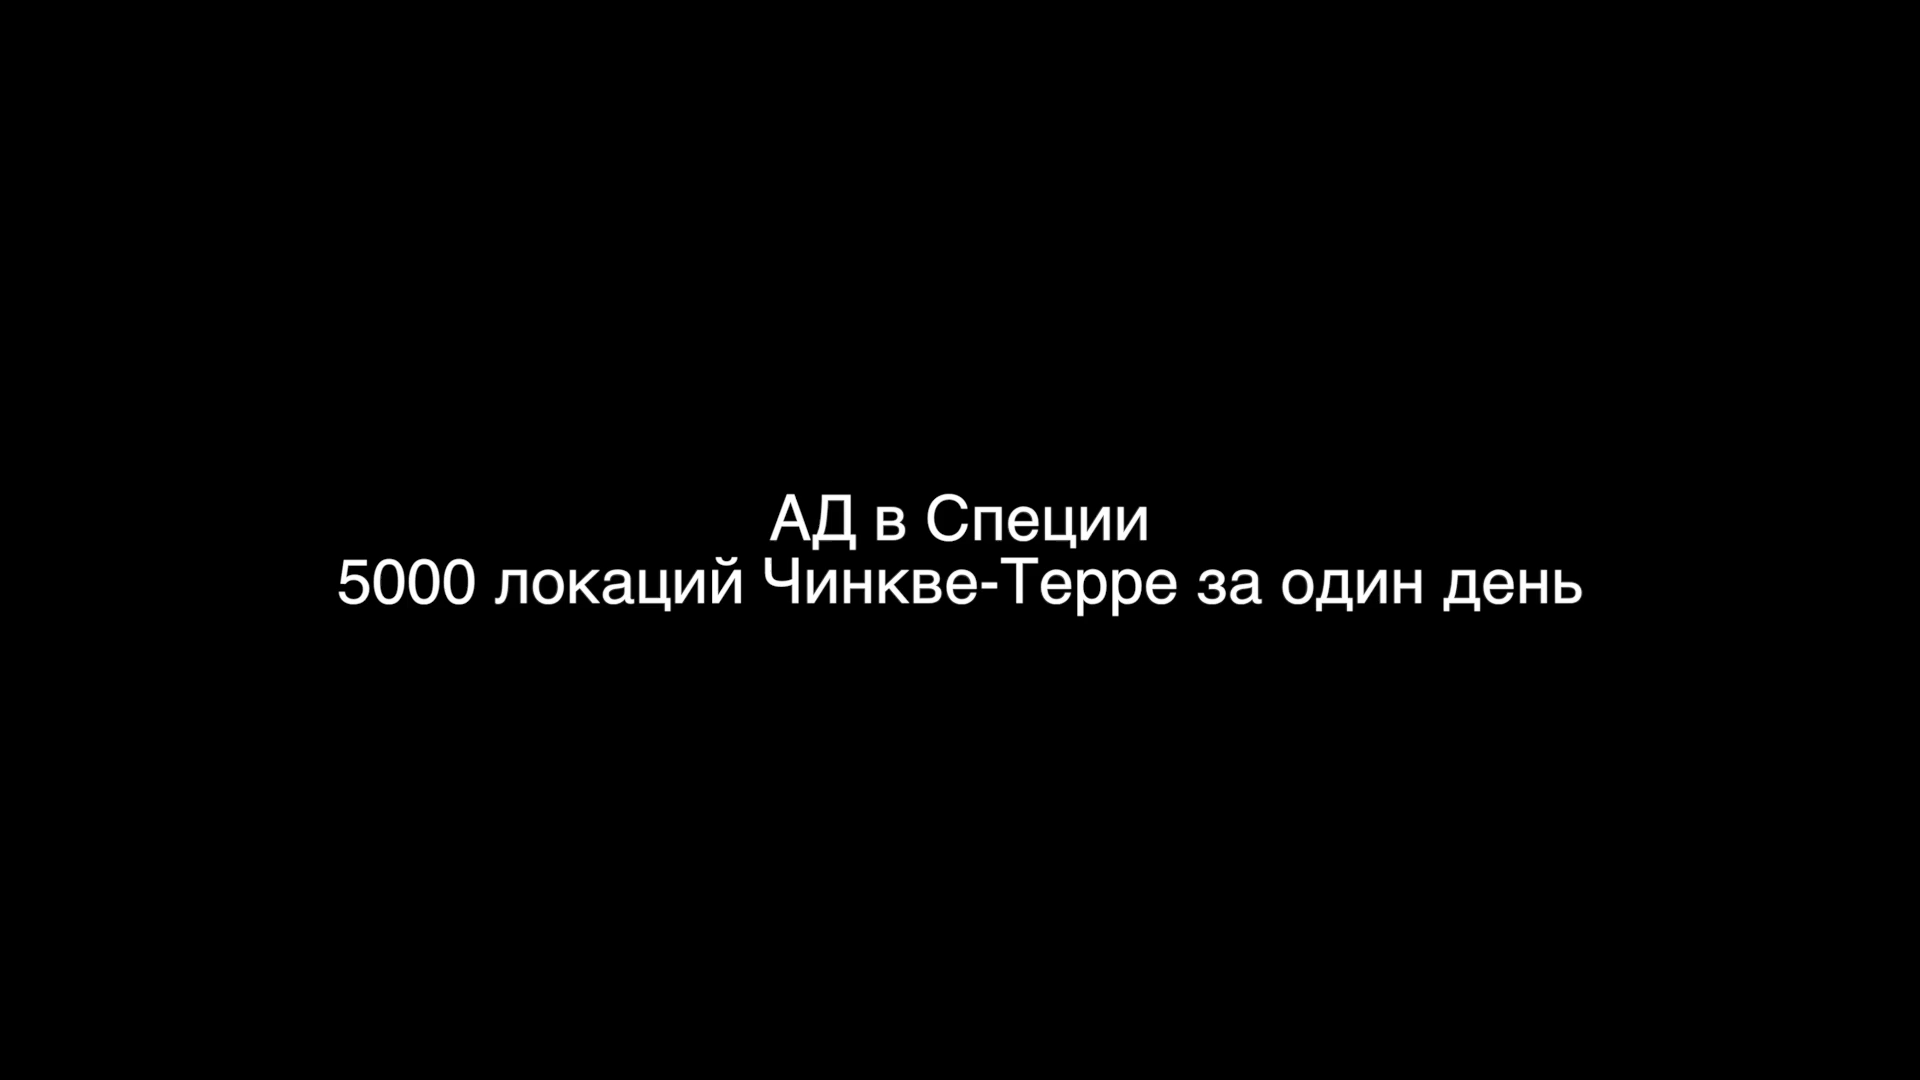 АД в Специи
5000 локаций Чинкве-Терре за один день